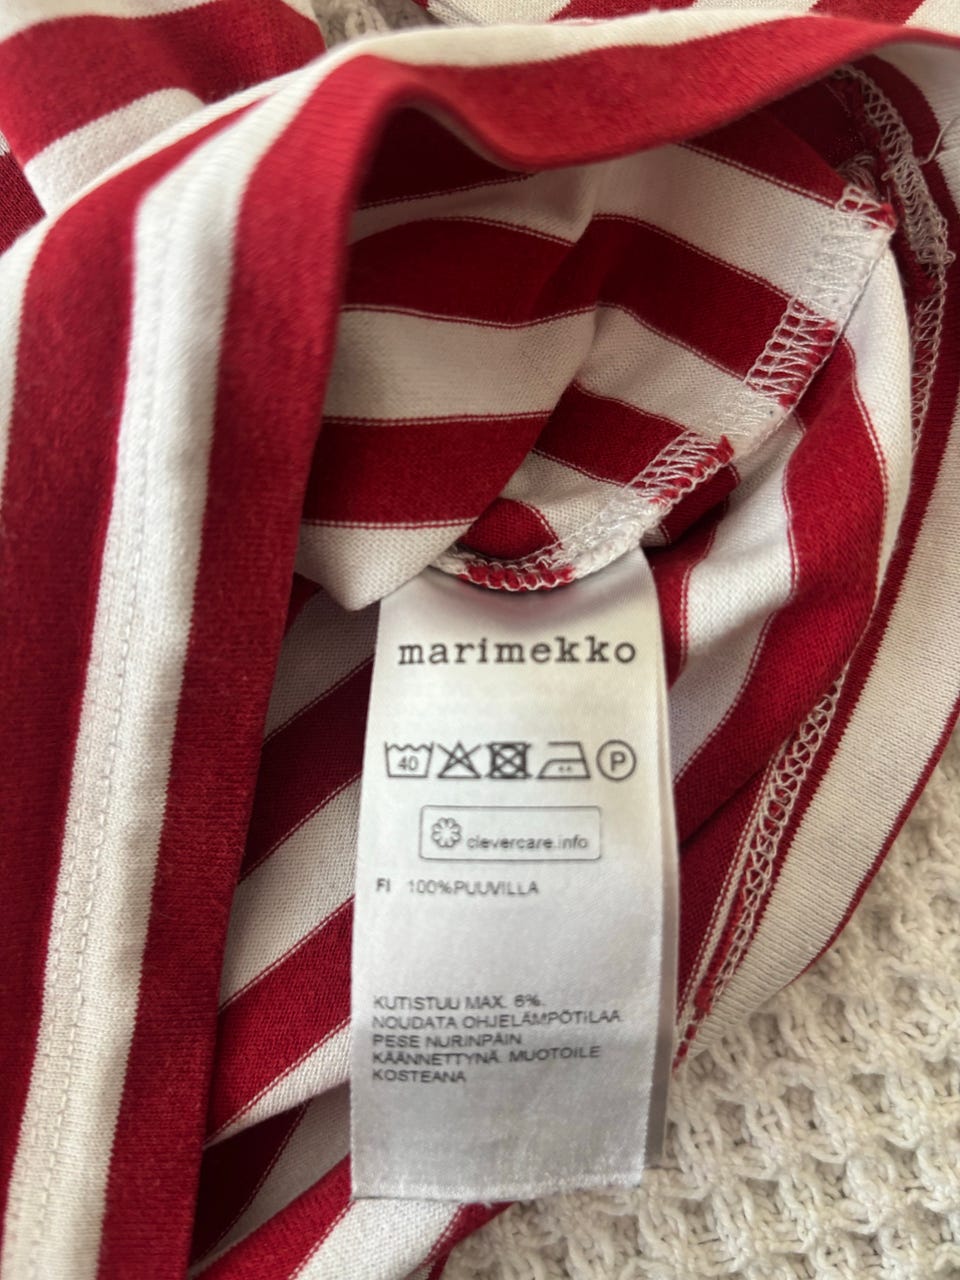 marimekko
40 P
clevercare.info
FI 100%PUUVILLA
KUTISTUU MAX. 6%.
NOUDATA OHJELÄMPÖTILAA.
PESE NURINPÄIN
KÄÄNNETTYNÄ. MUOTOILE
KOSTEANA